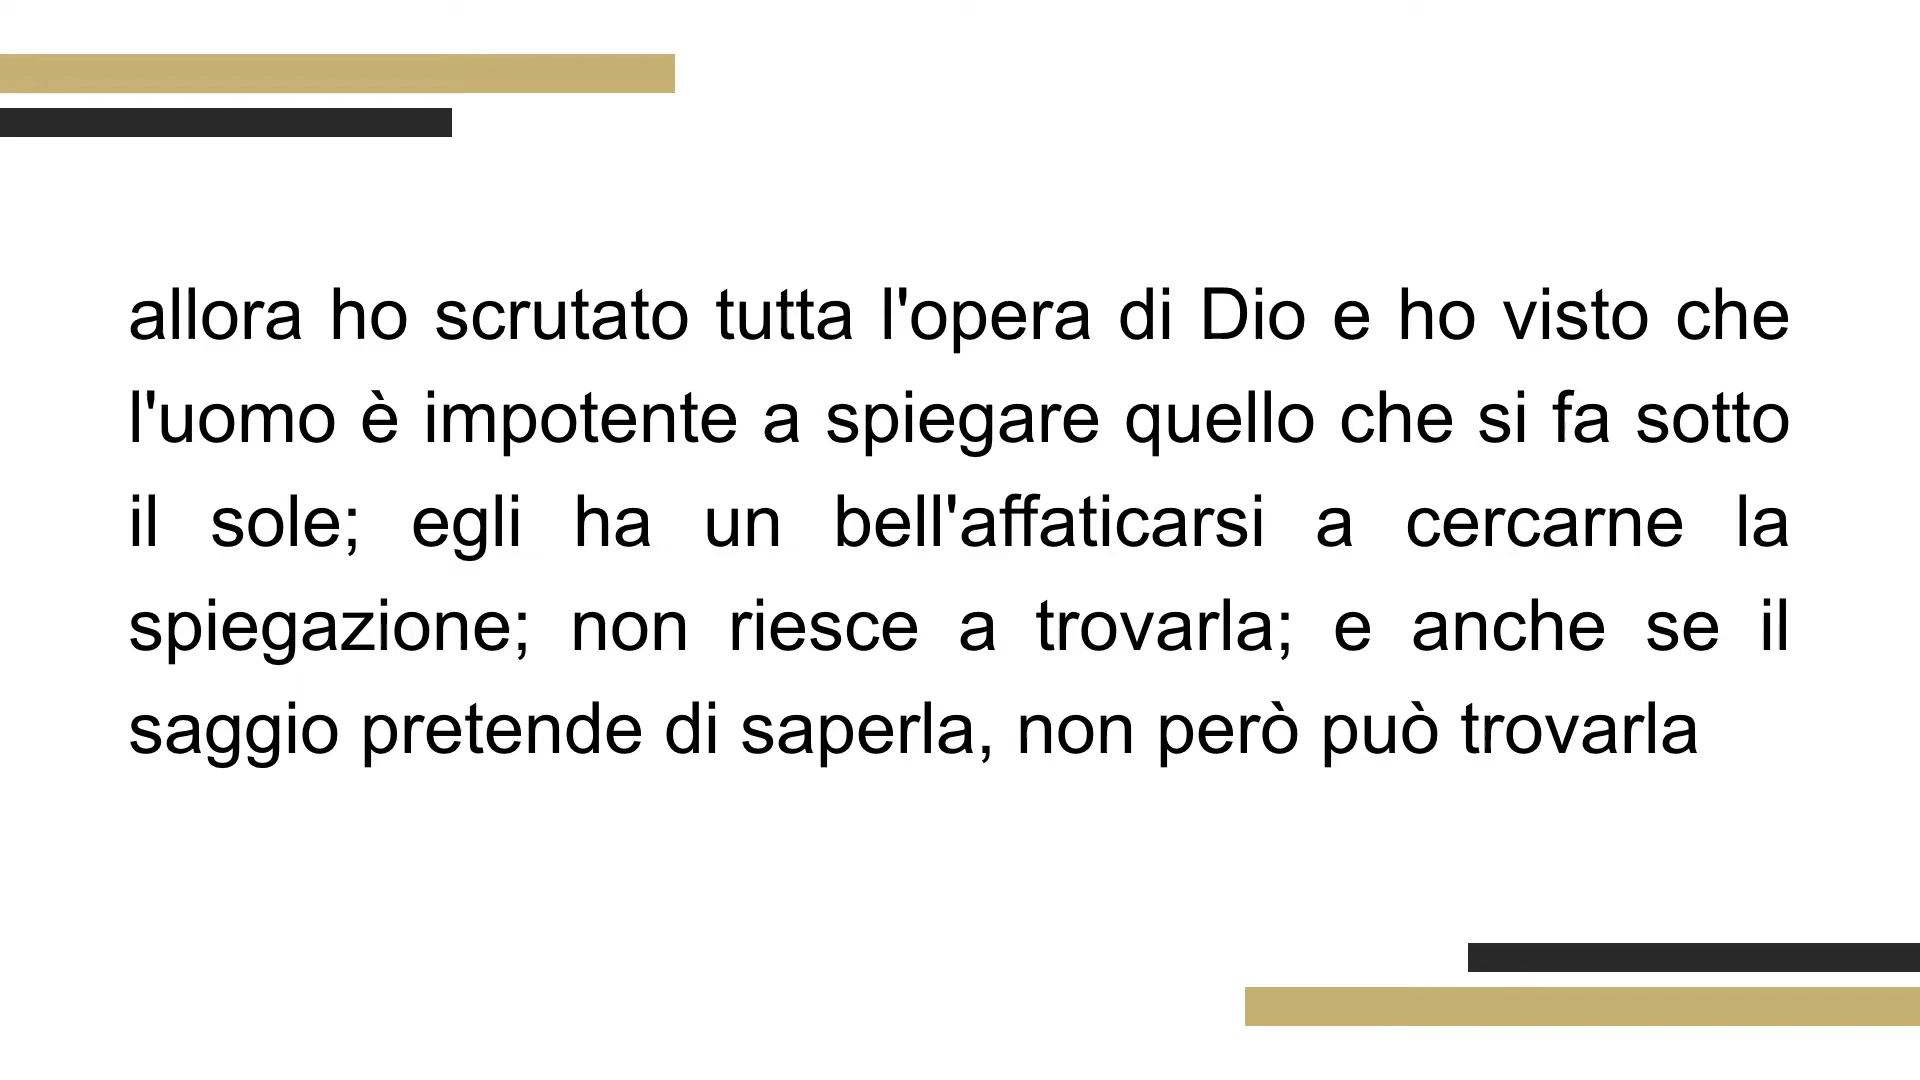 allora ho scrutato tutta l'opera di Dio e ho visto che
l'uomo è impotente a spiegare quello che si fa sotto
il sole; egli ha un bell'affaticarsi a cercarne la
spiegazione; non riesce a trovarla; e anche se il
saggio pretende di saperla, non però può trovarla